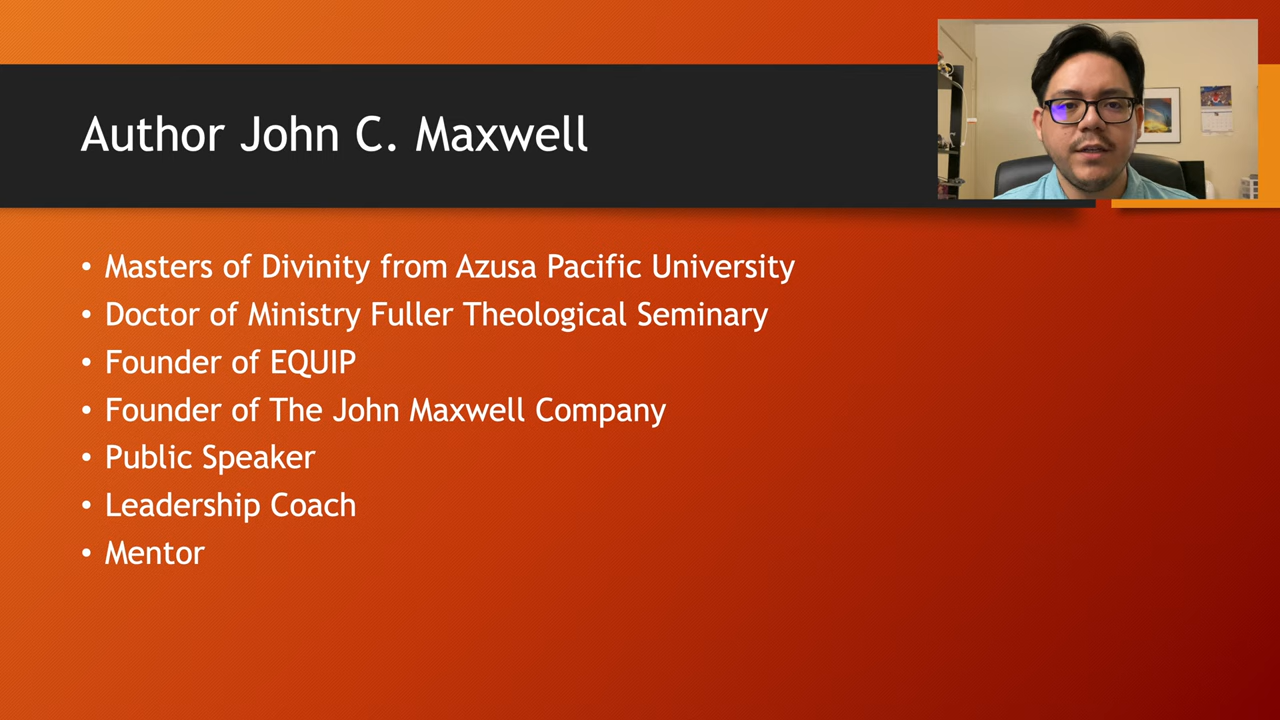 Author John C. Maxwell
• Masters of Divinity from Azusa Pacific University
• Doctor of Ministry Fuller Theological Seminary
• Founder of EQUIP
• Founder of The John Maxwell Company
• Public Speaker
• Leadership Coach
• Mentor